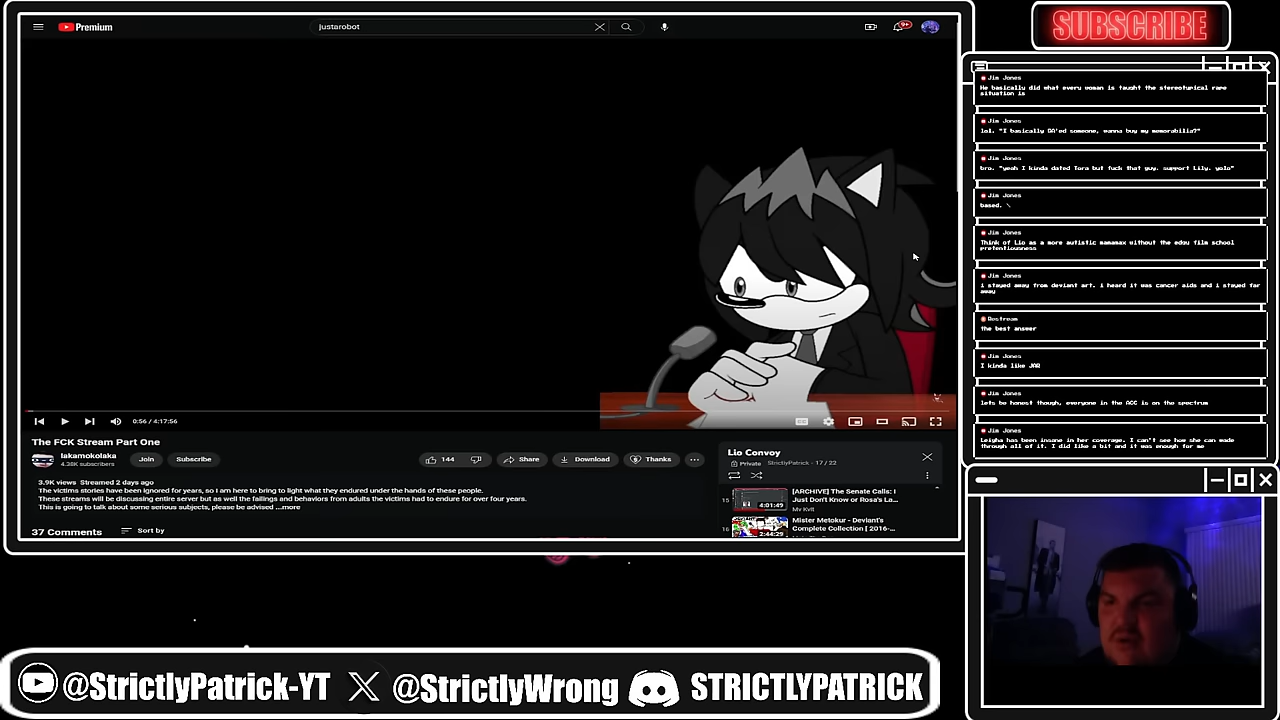 Premium
justarobot
9+
SUBSCRIBE
0:56 / 4:17:56
The FCK Stream Part One
lakamokolaka
4.38K subscribers
Join
Subscribe
144
Share
Download
Thanks
3.9K views Streamed 2 days ago
The victims stories have been ignored for years, so I am here to bring to light what they endured under the hands of these people.
These streams will be discussing entire server but as well the failings and behaviors from adults the victims had to endure for over four years.
This is going to talk about some serious subjects, please be advised ...more
37 Comments
Sort by
Lio Convoy
Private StrictlyPatrick - 17 / 22
15
[ARCHIVE] The Senate Calls: I
Just Don't Know or Rosa's La...
Mv Kvit
4:01:49
16
Mister Metokur - Deviant's
Complete Collection [ 2016-
2:44:29
Jim Jones
He basically did what every woman is taught the stereotypical rape
situation is
Jim Jones
lol. "I basically SA'ed someone, wanna buy my memorabilia?"
Jim Jones
bro. "yeah I kinda dated Tora but fuck that guy. support Lily. yolo"
Jim Jones
based. \
Jim Jones
Think of Lio as a more autistic mamamax without the edgy film school
pretentiousness
Jim Jones
i stayed away from deviant art. i heard it was cancer aids and i stayed far
away
Restream
the best answer
Jim Jones
I kinda like JAR
Jim Jones
lets be honest though, everyone in the ACC is on the spectrum
Jim Jones
Leigha has been insane in her coverage. I can't see how she can made
through all of it. I did like a bit and it was enough for me
@StrictlyPatrick-YT
@StrictlyWrong
STRICTLYPATRICK